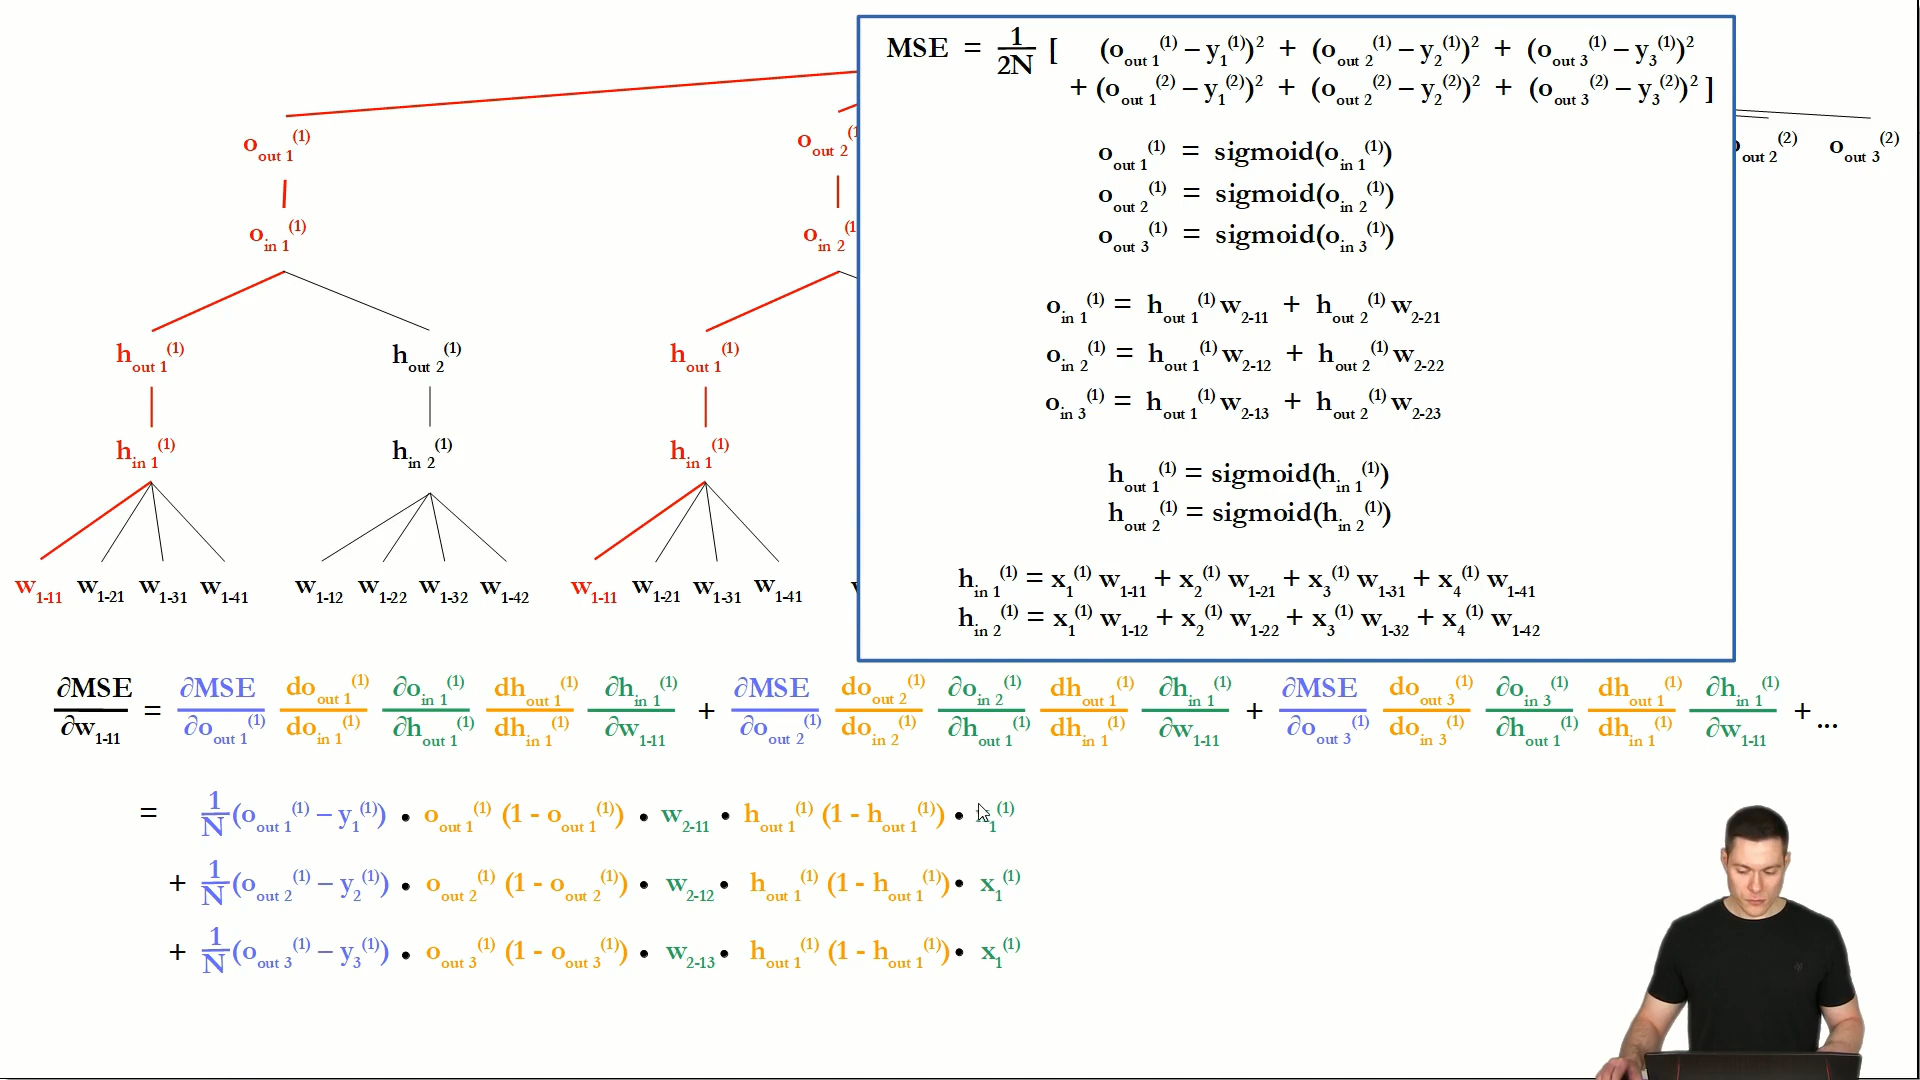 MSE = 1/2N [ (o_out 1^(1) – y_1^(1))^2 + (o_out 2^(1) – y_2^(1))^2 + (o_out 3^(1) – y_3^(1))^2
+ (o_out 1^(2) – y_1^(2))^2 + (o_out 2^(2) – y_2^(2))^2 + (o_out 3^(2) – y_3^(2))^2 ]
o_out 1^(1) = sigmoid(o_in 1^(1))
o_out 2^(1) = sigmoid(o_in 2^(1))
o_out 3^(1) = sigmoid(o_in 3^(1))
o_in 1^(1) = h_out 1^(1) w_2-11 + h_out 2^(1) w_2-21
o_in 2^(1) = h_out 1^(1) w_2-12 + h_out 2^(1) w_2-22
o_in 3^(1) = h_out 1^(1) w_2-13 + h_out 2^(1) w_2-23
h_out 1^(1) = sigmoid(h_in 1^(1))
h_out 2^(1) = sigmoid(h_in 2^(1))
h_in 1^(1) = x_1^(1) w_1-11 + x_2^(1) w_1-21 + x_3^(1) w_1-31 + x_4^(1) w_1-41
h_in 2^(1) = x_1^(1) w_1-12 + x_2^(1) w_1-22 + x_3^(1) w_1-32 + x_4^(1) w_1-42
o_out 1^(1) o_out 2^(1 out 2^(2) o_out 3^(2)
o_in 1^(1) o_in 2^(1
h_out 1^(1) h_out 2^(1) h_out 1^(1)
h_in 1^(1) h_in 2^(1) h_in 1^(1)
w_1-11 w_1-21 w_1-31 w_1-41 w_1-12 w_1-22 w_1-32 w_1-42 w_1-11 w_1-21 w_1-31 w_1-41
∂MSE/∂w_1-11 = ∂MSE/∂o_out 1^(1) do_out 1^(1)/do_in 1^(1) ∂o_in 1^(1)/∂h_out 1^(1) dh_out 1^(1)/dh_in 1^(1) ∂h_in 1^(1)/∂w_1-11 + ∂MSE/∂o_out 2^(1) do_out 2^(1)/do_in 2^(1) ∂o_in 2^(1)/∂h_out 1^(1) dh_out 1^(1)/dh_in 1^(1) ∂h_in 1^(1)/∂w_1-11 + ∂MSE/∂o_out 3^(1) do_out 3^(1)/do_in 3^(1) ∂o_in 3^(1)/∂h_out 1^(1) dh_out 1^(1)/dh_in 1^(1) ∂h_in 1^(1)/∂w_1-11 + ...
= 1/N (o_out 1^(1) – y_1^(1)) • o_out 1^(1) (1 - o_out 1^(1)) • w_2-11 • h_out 1^(1) (1 - h_out 1^(1)) • x_1^(1)
+ 1/N (o_out 2^(1) – y_2^(1)) • o_out 2^(1) (1 - o_out 2^(1)) • w_2-12 • h_out 1^(1) (1 - h_out 1^(1)) • x_1^(1)
+ 1/N (o_out 3^(1) – y_3^(1)) • o_out 3^(1) (1 - o_out 3^(1)) • w_2-13 • h_out 1^(1) (1 - h_out 1^(1)) • x_1^(1)